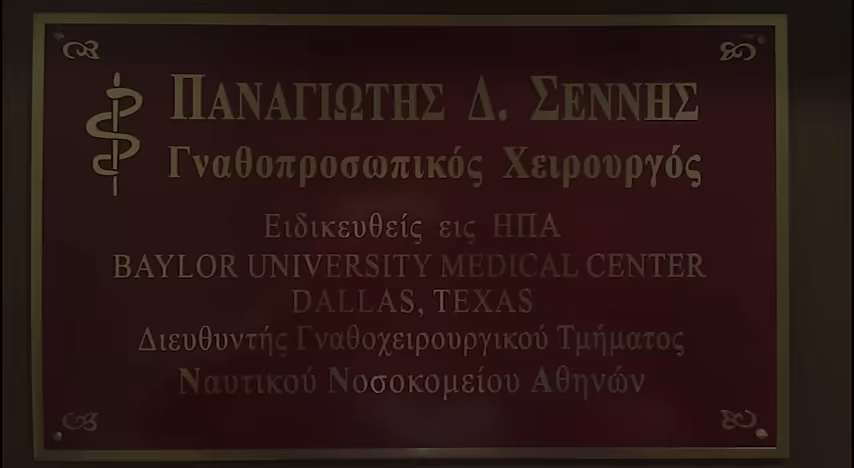 ΠΑΝΑΓΙΩΤΗΣ Δ. ΣΕΝΝΗΣ
Γναθοπροσωπικός Χειρουργός
Ειδικευθείς εις ΗΠΑ
BAYLOR UNIVERSITY MEDICAL CENTER
DALLAS, TEXAS
Διευθυντής Γναθοχειρουργικού Τμήματος
Ναυτικού Νοσοκομείου Αθηνών